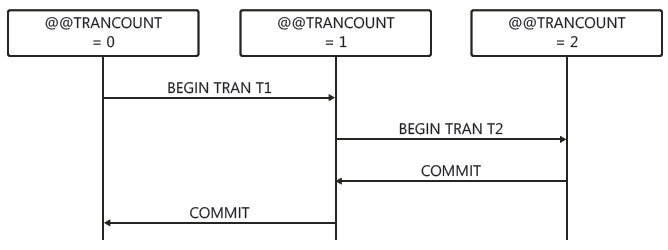 @@TRANCOUNT
= 0
@@TRANCOUNT
= 1
@@TRANCOUNT
= 2
BEGIN TRAN T1
BEGIN TRAN T2
COMMIT
COMMIT